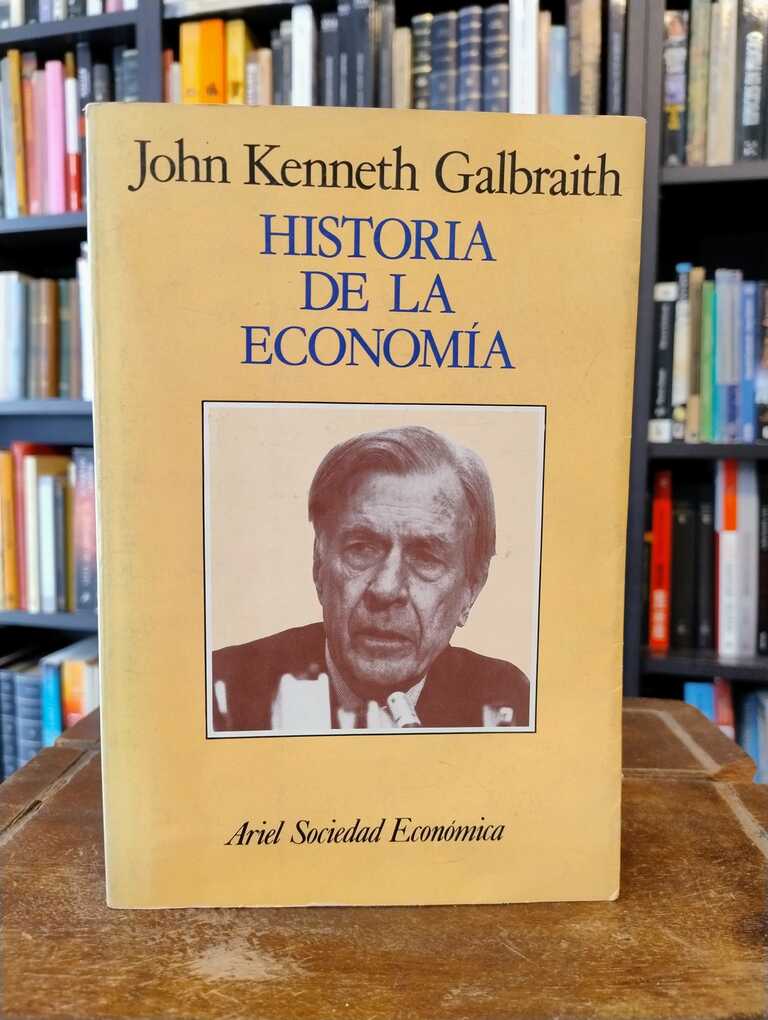 John Kenneth Galbraith
HISTORIA
DE LA
ECONOMÍA
Ariel Sociedad Económica